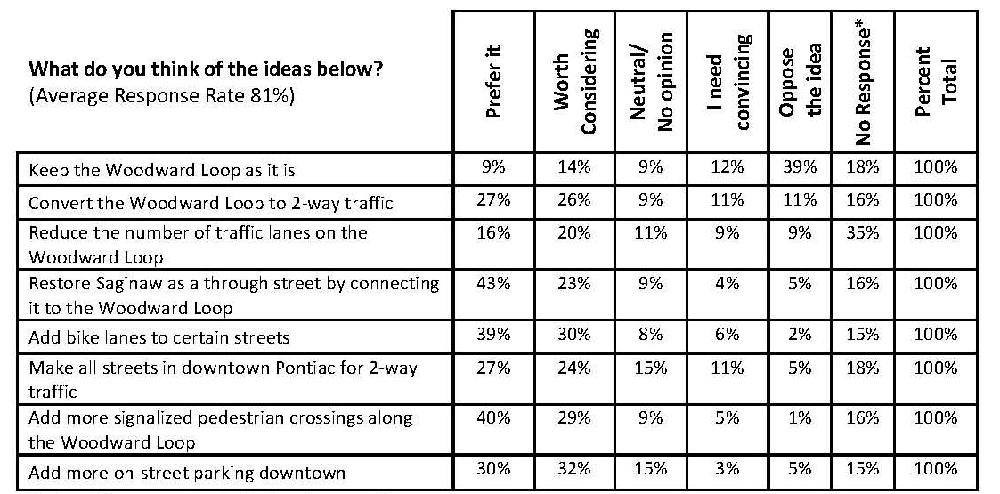 What do you think of the ideas below?
(Average Response Rate 81%)
Prefer it
Worth
Considering
Neutral/
No opinion
I need
convincing
Oppose
the idea
No Response*
Percent
Total
Keep the Woodward Loop as it is 9% 14% 9% 12% 39% 18% 100%
Convert the Woodward Loop to 2-way traffic 27% 26% 9% 11% 11% 16% 100%
Reduce the number of traffic lanes on the 16% 20% 11% 9% 9% 35% 100%
Woodward Loop
Restore Saginaw as a through street by connecting 43% 23% 9% 4% 5% 16% 100%
it to the Woodward Loop
Add bike lanes to certain streets 39% 30% 8% 6% 2% 15% 100%
Make all streets in downtown Pontiac for 2-way 27% 24% 15% 11% 5% 18% 100%
traffic
Add more signalized pedestrian crossings along 40% 29% 9% 5% 1% 16% 100%
the Woodward Loop
Add more on-street parking downtown 30% 32% 15% 3% 5% 15% 100%